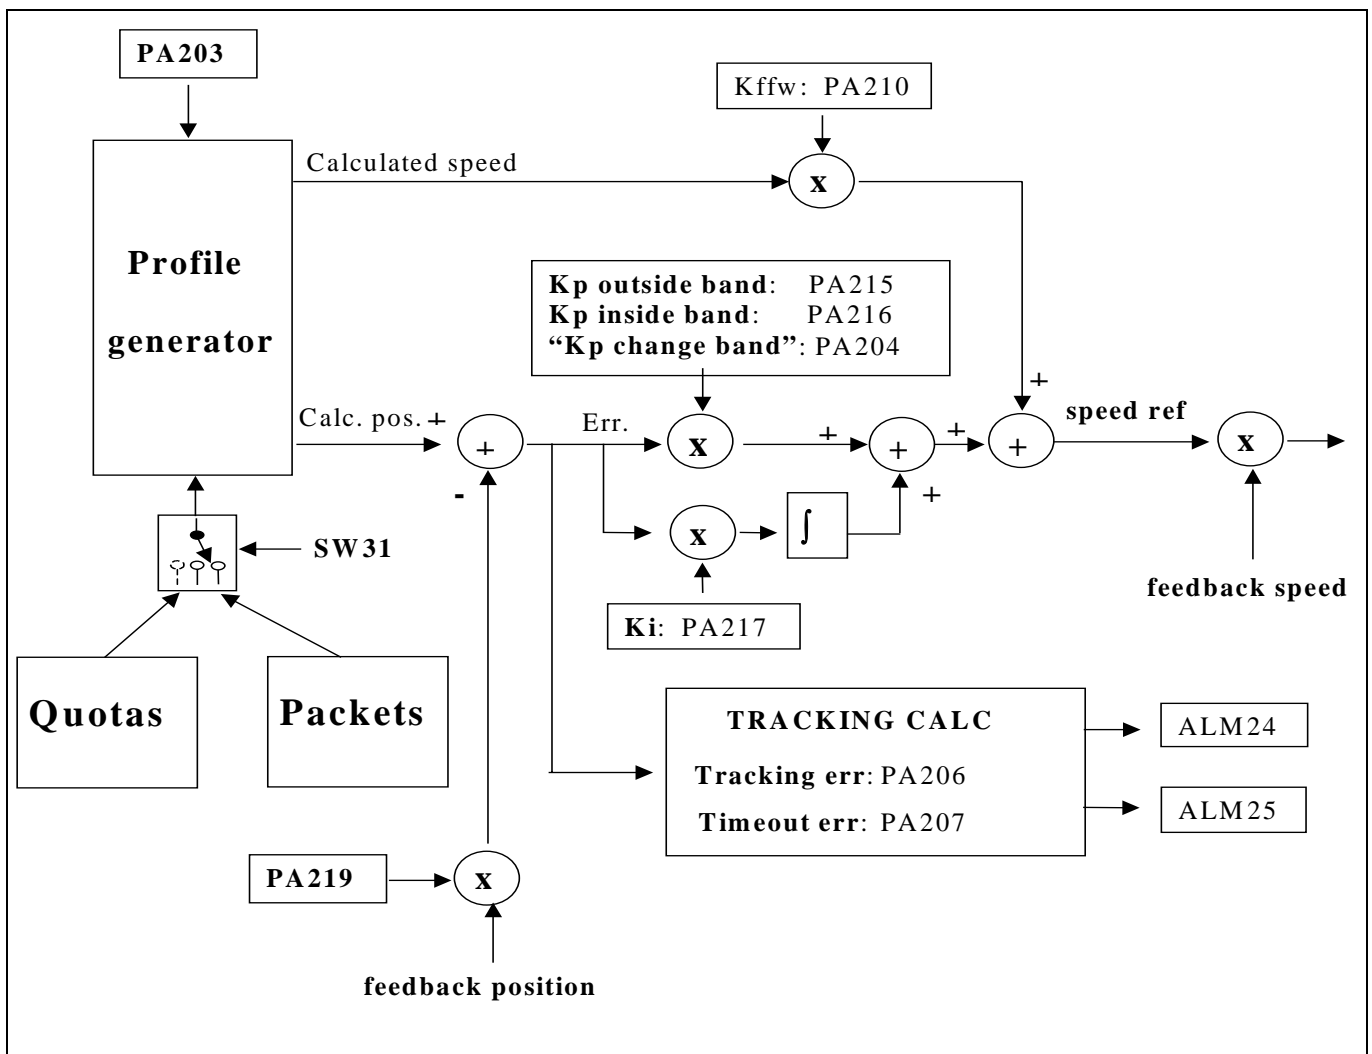 PA203
Kffw: PA210
Calculated speed
x
Profile
generator
Kp outside band: PA215
Kp inside band: PA216
“Kp change band”: PA204
+
Calc. pos. +
+
Err.
x
+
+
+
+
speed ref
x
-
+
x
∫
SW31
feedback speed
Ki: PA217
Quotas
Packets
TRACKING CALC
ALM24
Tracking err: PA206
Timeout err: PA207
ALM25
PA219
x
feedback position